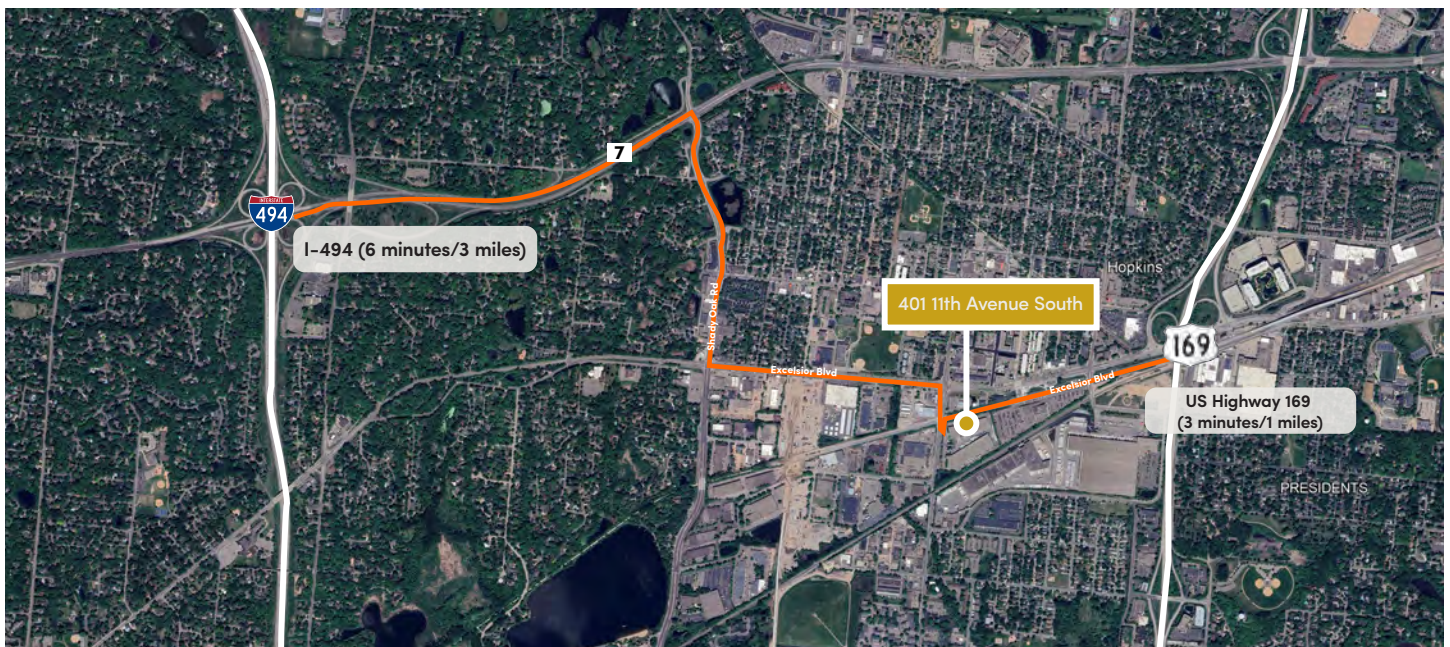 7
INTERSTATE
494
I-494 (6 minutes/3 miles)
Hopkins
401 11th Avenue South
Shady Oak Rd
169
Excelsior Blvd
Excelsior Blvd
US Highway 169
(3 minutes/1 miles)
PRESIDENTS